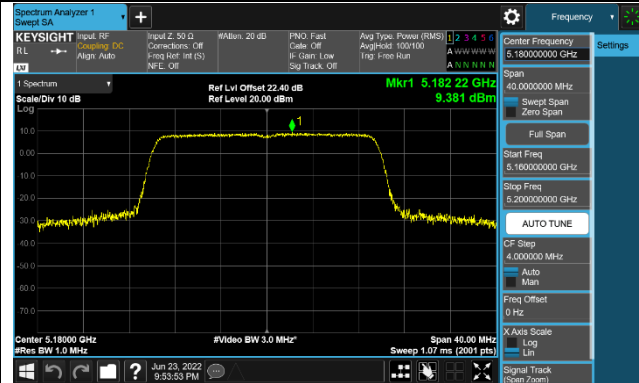 Spectrum Analyzer 1
Swept SA
Frequency
KEYSIGHT
RL
LXI
Input: RF
Coupling: DC
Align: Auto
Input Z: 50 Ω
Corrections: Off
Freq Ref: Int (S)
NFE: Off
#Atten: 20 dB
PNO: Fast
Gate: Off
IF Gain: Low
Sig Track: Off
Avg Type: Power (RMS)
Avg|Hold: 100/100
Trig: Free Run
1 2 3 4 5 6
A W W W W W
A N N N N N
Center Frequency
5.180000000 GHz
Settings
Span
40.0000000 MHz
Swept Span
Zero Span
Full Span
Start Freq
5.160000000 GHz
Stop Freq
5.200000000 GHz
AUTO TUNE
CF Step
4.000000 MHz
Auto
Man
Freq Offset
0 Hz
X Axis Scale
Log
Lin
Signal Track
(Span Zoom)
1 Spectrum
Scale/Div 10 dB
Log
Ref Lvl Offset 22.40 dB
Ref Level 20.00 dBm
Mkr1 5.182 22 GHz
9.381 dBm
1
10.0
0.00
-10.0
-20.0
-30.0
-40.0
-50.0
-60.0
-70.0
Center 5.18000 GHz
#Res BW 1.0 MHz
#Video BW 3.0 MHz*
Span 40.00 MHz
Sweep 1.07 ms (2001 pts)
?
Jun 23, 2022
9:53:53 PM